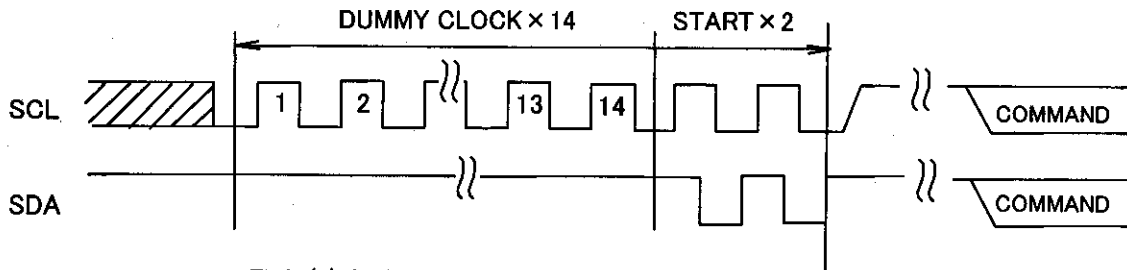 DUMMY CLOCK×14 START×2
SCL 1 2 13 14 COMMAND
SDA COMMAND